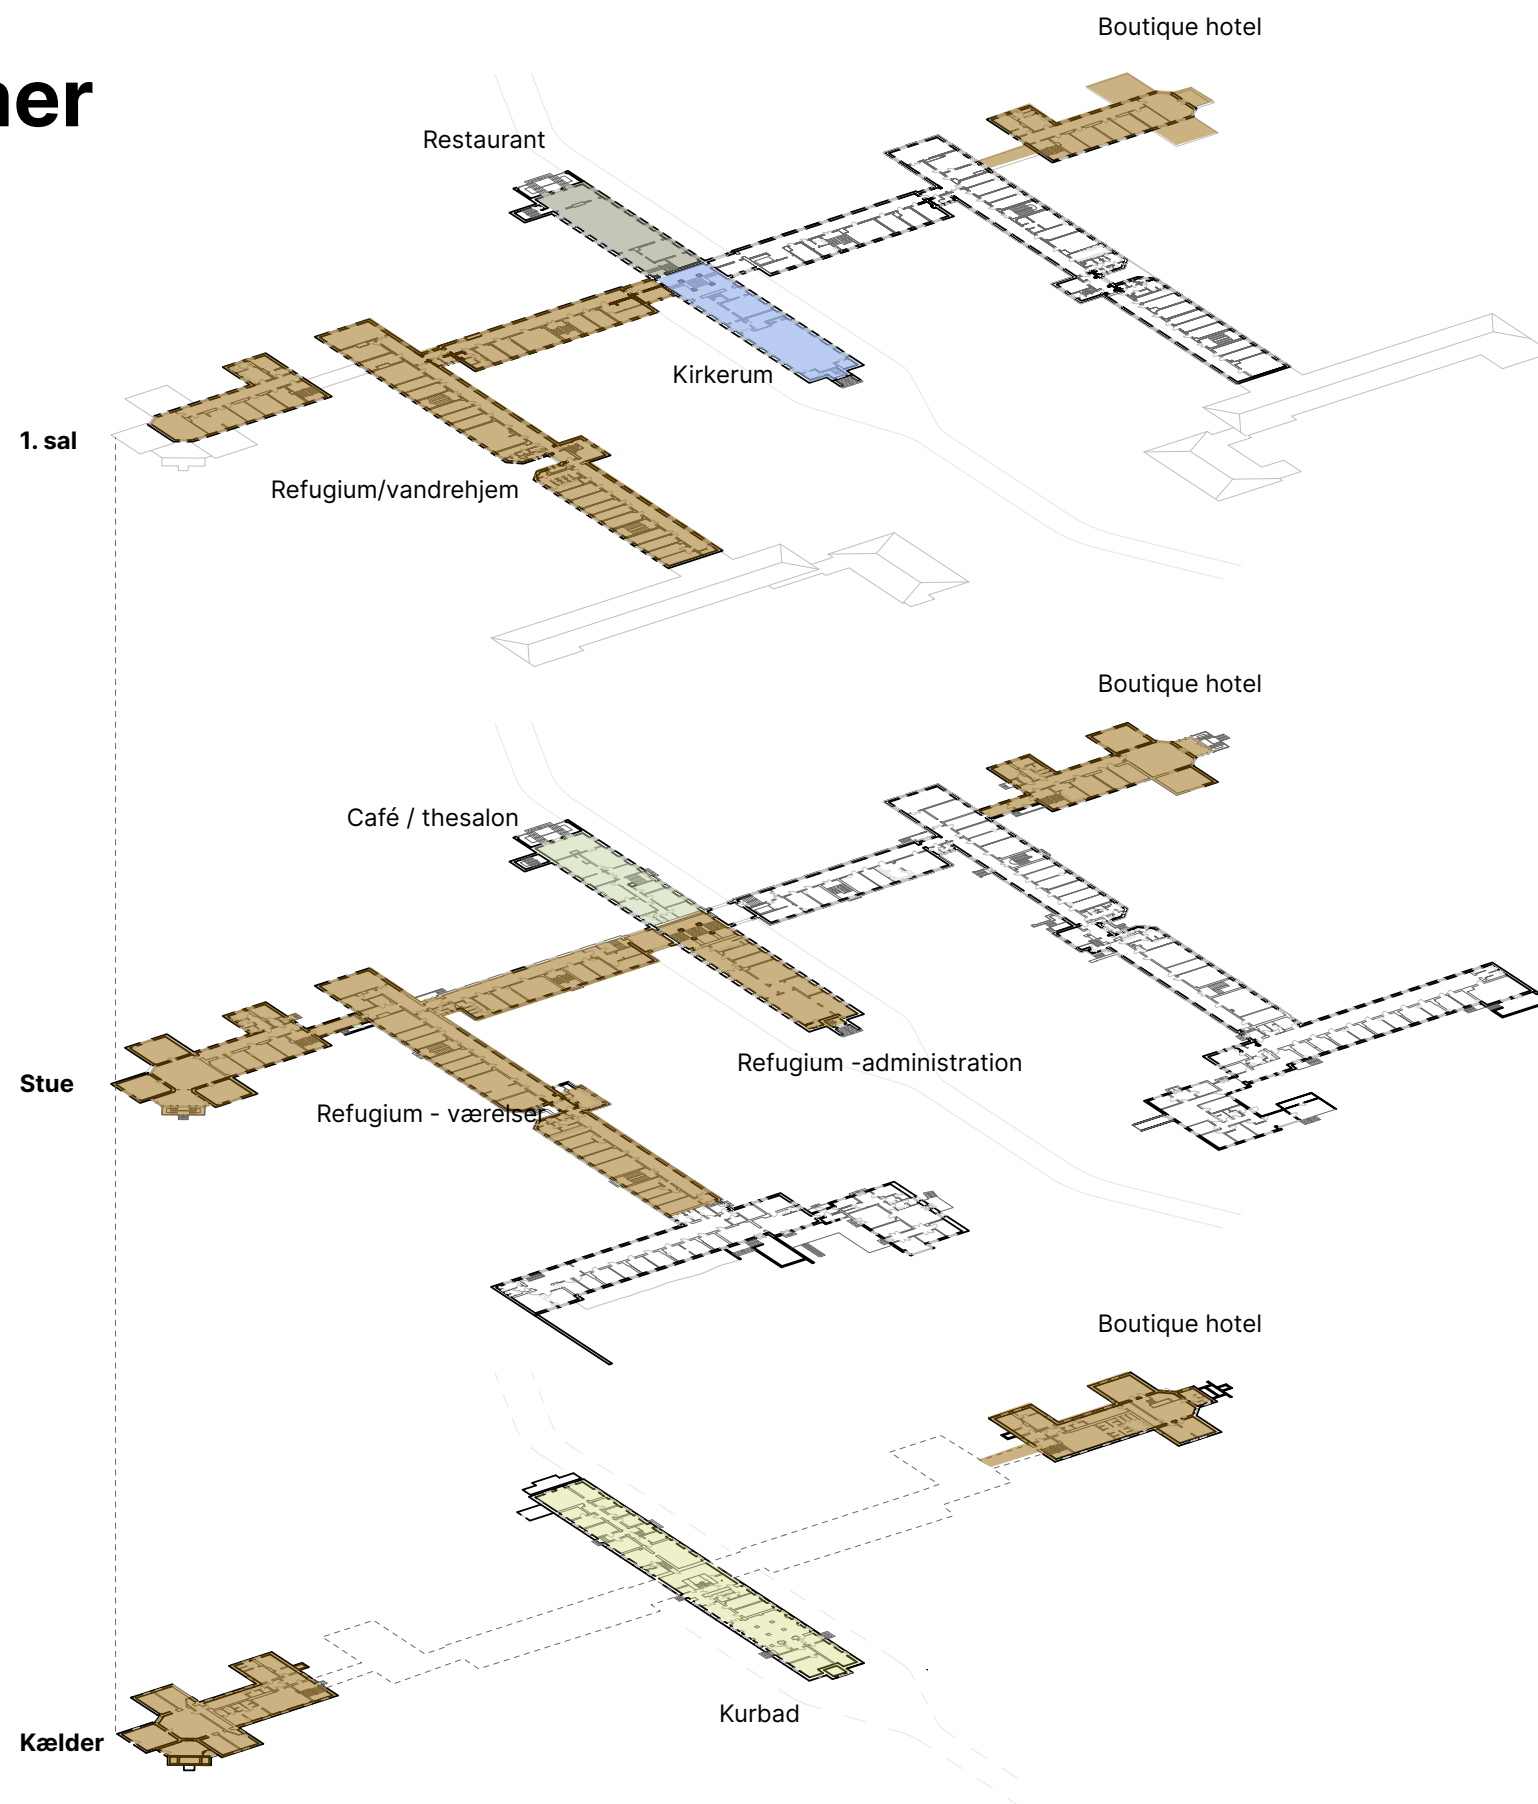 Boutique hotel
ner
Restaurant
Kirkerum
1. sal
Refugium/vandrehjem
Boutique hotel
Café / thesalon
Refugium -administration
Stue
Refugium - værelser
Boutique hotel
Kurbad
Kælder